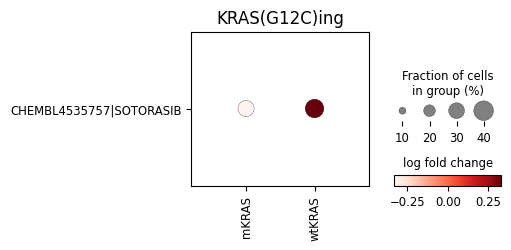 KRAS(G12C)ing
CHEMBL4535757|SOTORASIB
mKRAS
wtKRAS
Fraction of cells
in group (%)
10 20 30 40
log fold change
−0.25 0.00 0.25